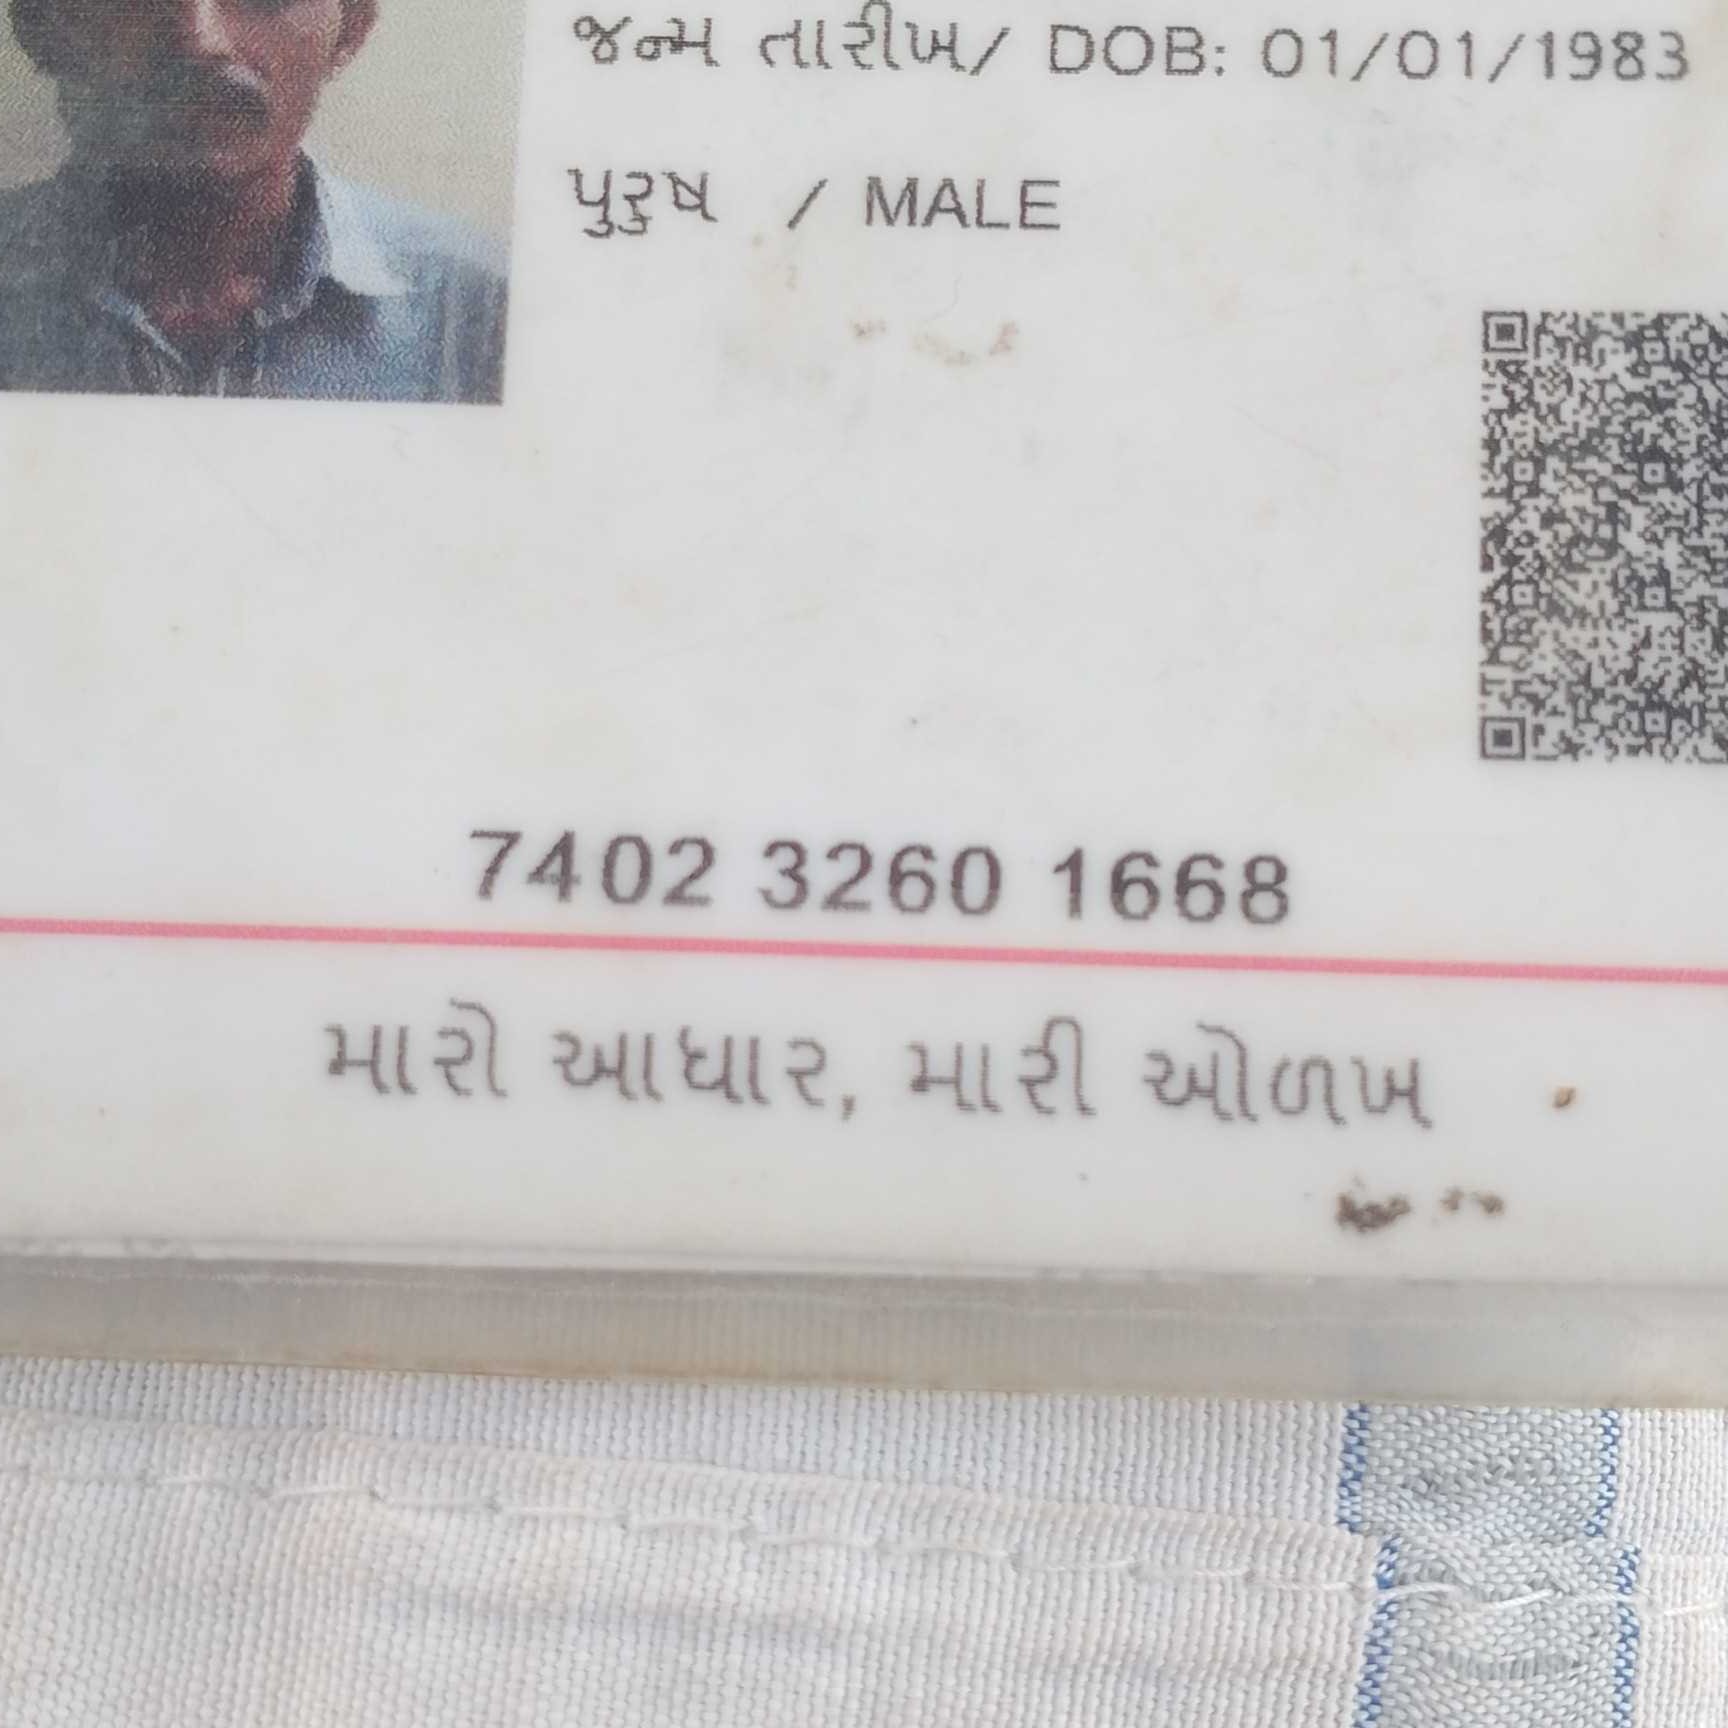 જન્મ તારીખ/ DOB: 01/01/1983
પુરુષ / MALE
7402 3260 1668
મારો આધાર, મારી ઓળખ